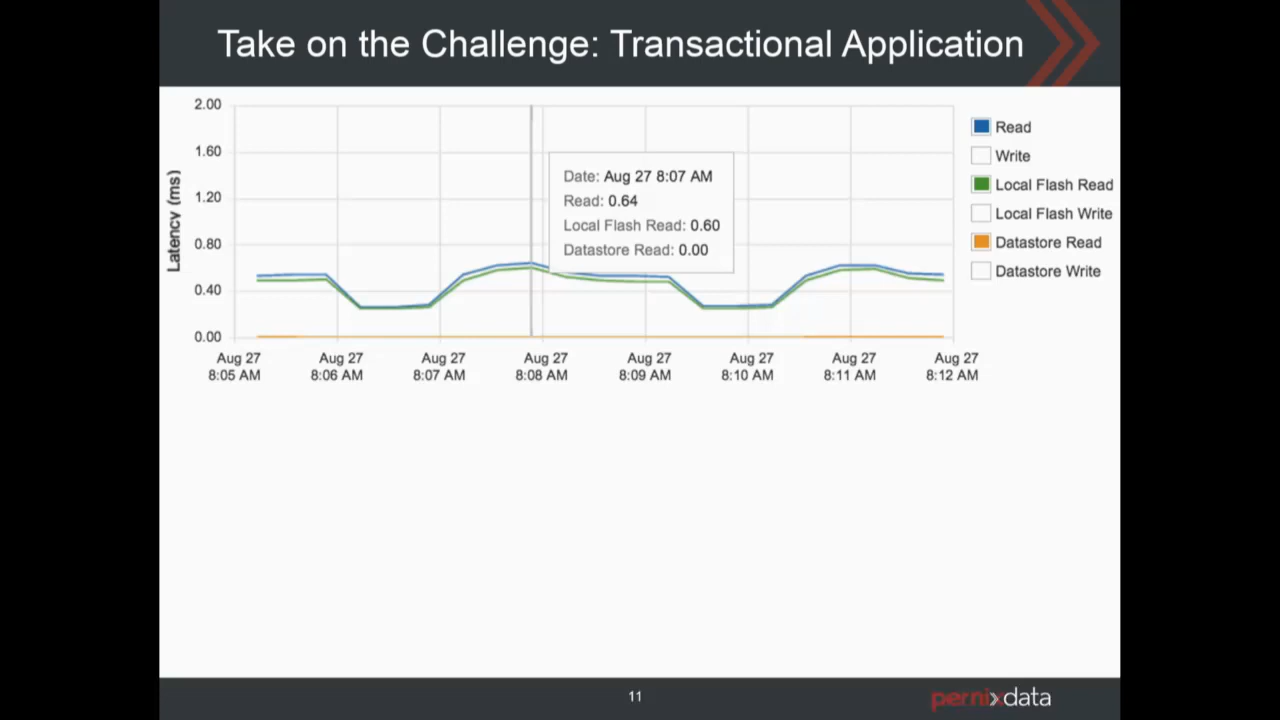 Take on the Challenge: Transactional Application
2.00
1.60
1.20
0.80
0.40
0.00
Latency (ms)
Date: Aug 27 8:07 AM
Read: 0.64
Local Flash Read: 0.60
Datastore Read: 0.00
Read
Write
Local Flash Read
Local Flash Write
Datastore Read
Datastore Write
Aug 27 Aug 27 Aug 27 Aug 27 Aug 27 Aug 27 Aug 27 Aug 27
8:05 AM 8:06 AM 8:07 AM 8:08 AM 8:09 AM 8:10 AM 8:11 AM 8:12 AM
11
pernixdata